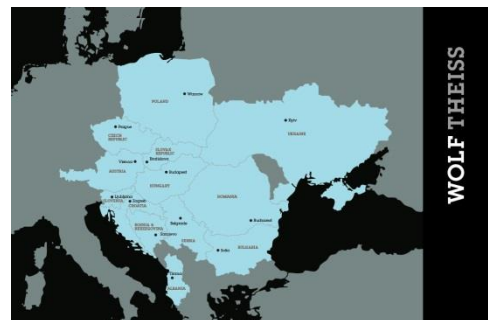 POLAND
Warsaw
Prague
CZECH
REPUBLIC
Kyiv
UKRAINE
SLOVAK
REPUBLIC
Vienna
Bratislava
AUSTRIA
Budapest
HUNGARY
Ljubljana
SLOVENIA
Zagreb
CROATIA
ROMANIA
BOSNIA &
HERZEGOVINA
Belgrade
Sarajevo
SERBIA
Bucharest
Sofia
BULGARIA
Tirana
ALBANIA
WOLF THEISS